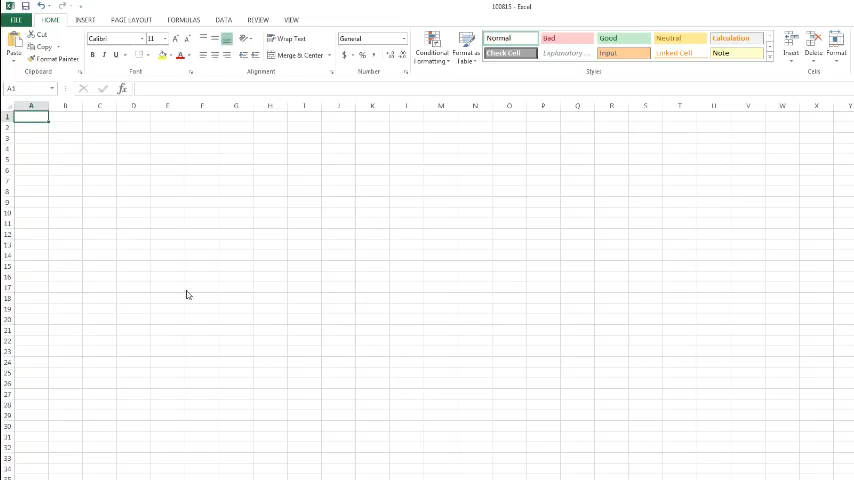 100815 - Excel
FILE HOME INSERT PAGE LAYOUT FORMULAS DATA REVIEW VIEW
Paste
Cut
Copy
Format Painter
Clipboard
Calibri 11
B I U
Font
Wrap Text
Merge & Center
Alignment
General
$ %
Number
Conditional Formatting
Format as Table
Normal Bad Good Neutral Calculation
Check Cell Explanatory ... Input Linked Cell Note
Styles
Insert Delete Format
Cells
A1 fx
A B C D E F G H I J K L M N O P Q R S T U V W X Y
1
2
3
4
5
6
7
8
9
10
11
12
13
14
15
16
17
18
19
20
21
22
23
24
25
26
27
28
29
30
31
32
33
34
35